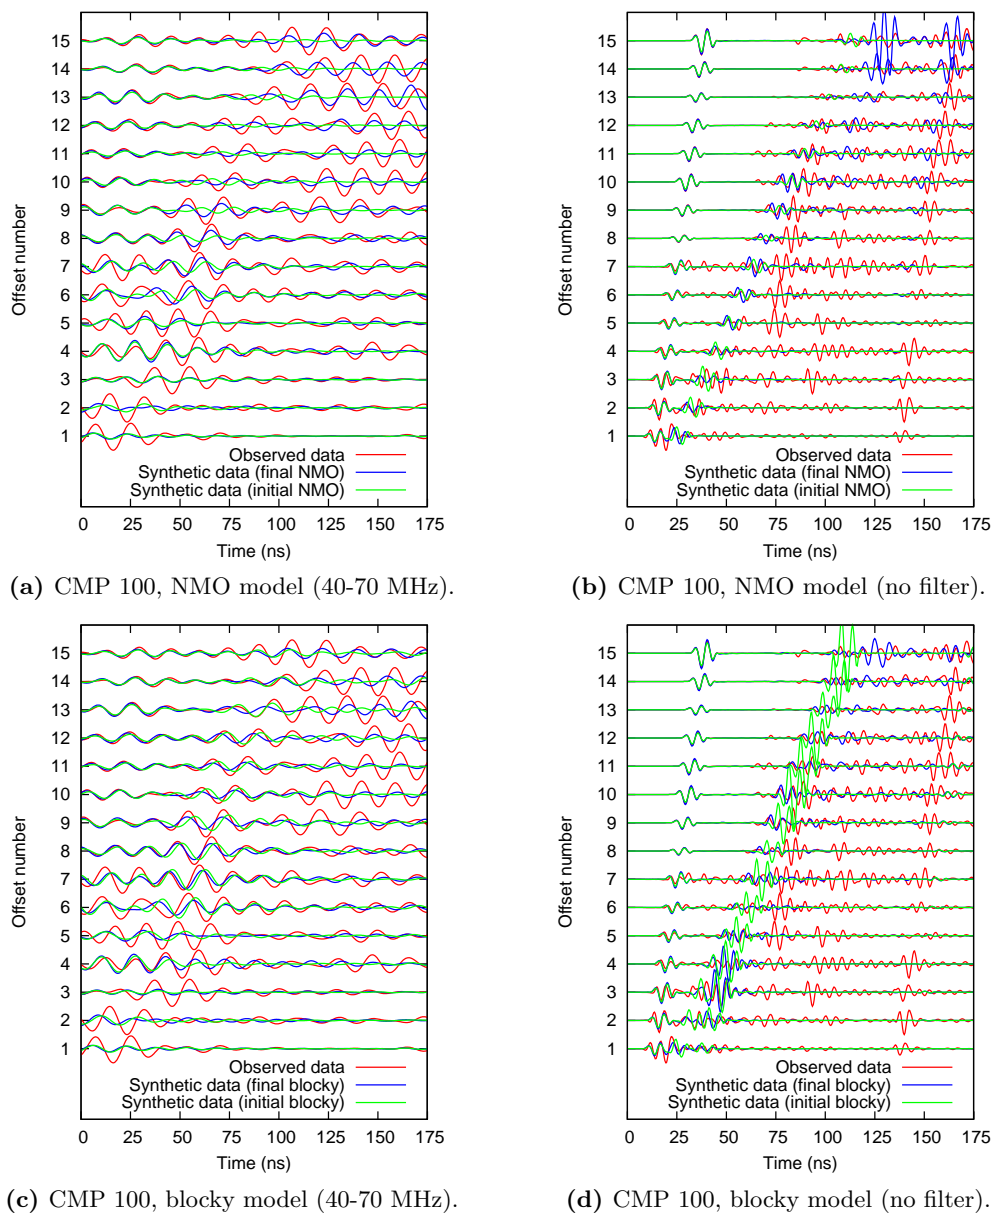 15
14
13
12
11
10
9
8
7
6
5
4
3
2
1
Offset number
Observed data
Synthetic data (final NMO)
Synthetic data (initial NMO)
0 25 50 75 100 125 150 175
Time (ns)
(a) CMP 100, NMO model (40-70 MHz).
15
14
13
12
11
10
9
8
7
6
5
4
3
2
1
Offset number
Observed data
Synthetic data (final NMO)
Synthetic data (initial NMO)
0 25 50 75 100 125 150 175
Time (ns)
(b) CMP 100, NMO model (no filter).
15
14
13
12
11
10
9
8
7
6
5
4
3
2
1
Offset number
Observed data
Synthetic data (final blocky)
Synthetic data (initial blocky)
0 25 50 75 100 125 150 175
Time (ns)
(c) CMP 100, blocky model (40-70 MHz).
15
14
13
12
11
10
9
8
7
6
5
4
3
2
1
Offset number
Observed data
Synthetic data (final blocky)
Synthetic data (initial blocky)
0 25 50 75 100 125 150 175
Time (ns)
(d) CMP 100, blocky model (no filter).